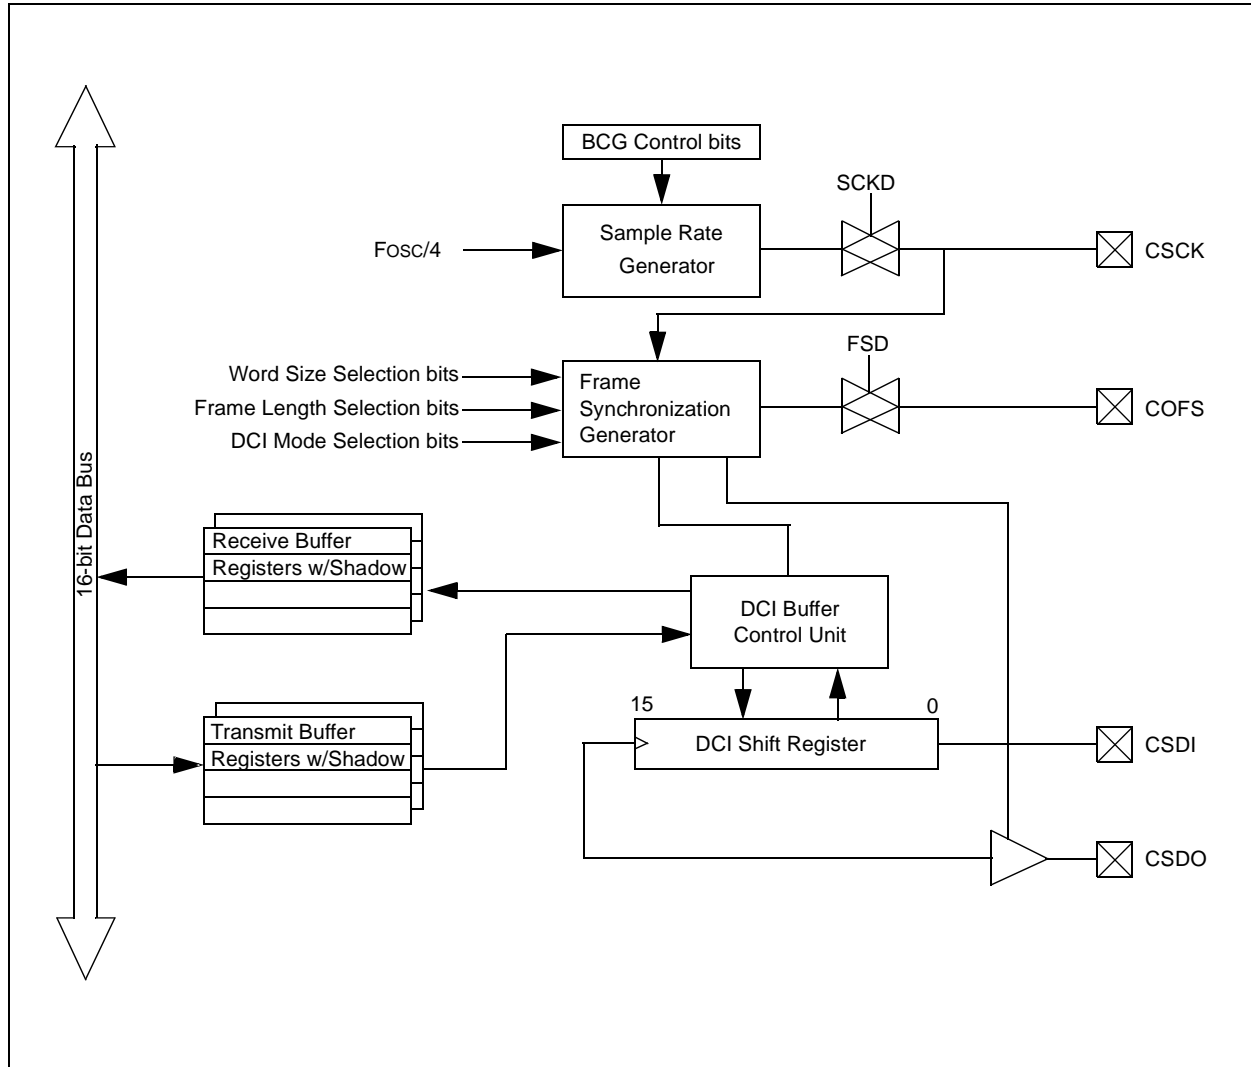 BCG Control bits
SCKD
Sample Rate
Generator
FOSC/4
CSCK
FSD
Word Size Selection bits
Frame Length Selection bits
DCI Mode Selection bits
Frame
Synchronization
Generator
COFS
16-bit Data Bus
Receive Buffer
Registers w/Shadow
DCI Buffer
Control Unit
15
0
Transmit Buffer
Registers w/Shadow
DCI Shift Register
CSDI
CSDO